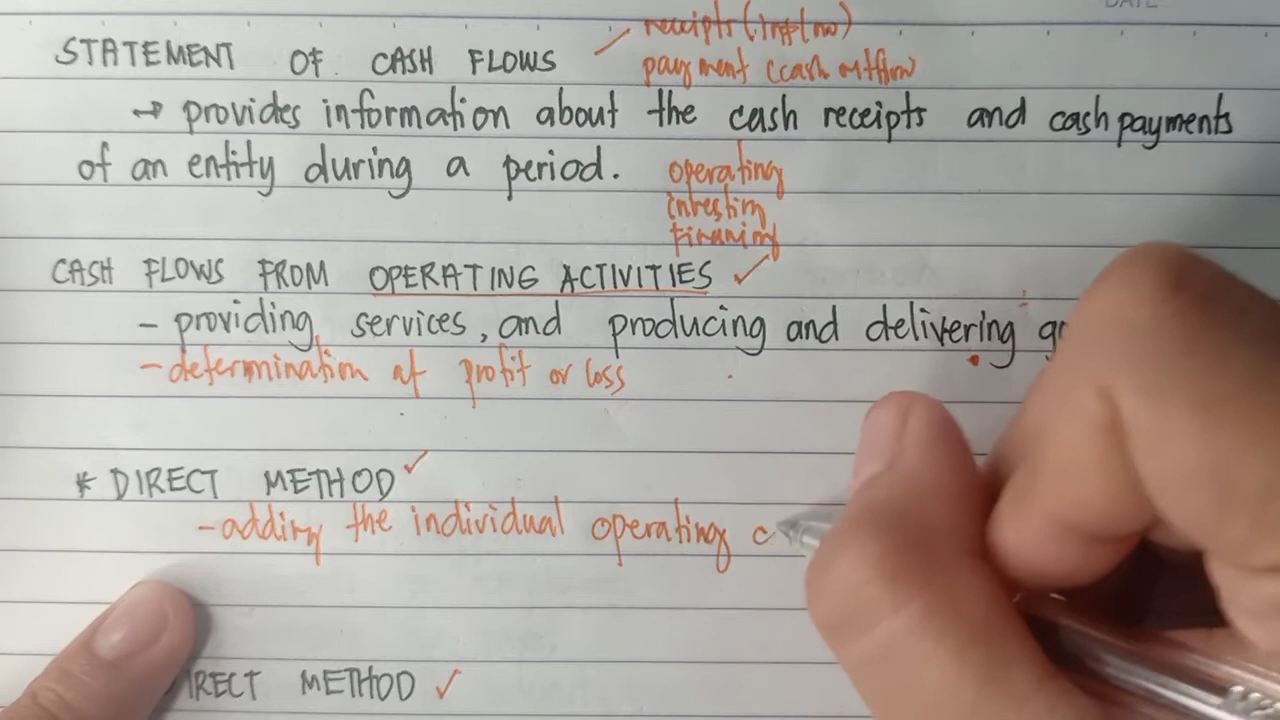 DATE
receipts (inflow)
STATEMENT OF CASH FLOWS
payment (cash outflow
→ provides information about the cash receipts and cash payments
of an entity during a period.
operating
investing
financing
CASH FLOWS FROM OPERATING ACTIVITIES ✓
- providing services, and producing and delivering
- determination of profit or loss
* DIRECT METHOD ✓
- adding the individual operating c
IRECT METHOD ✓